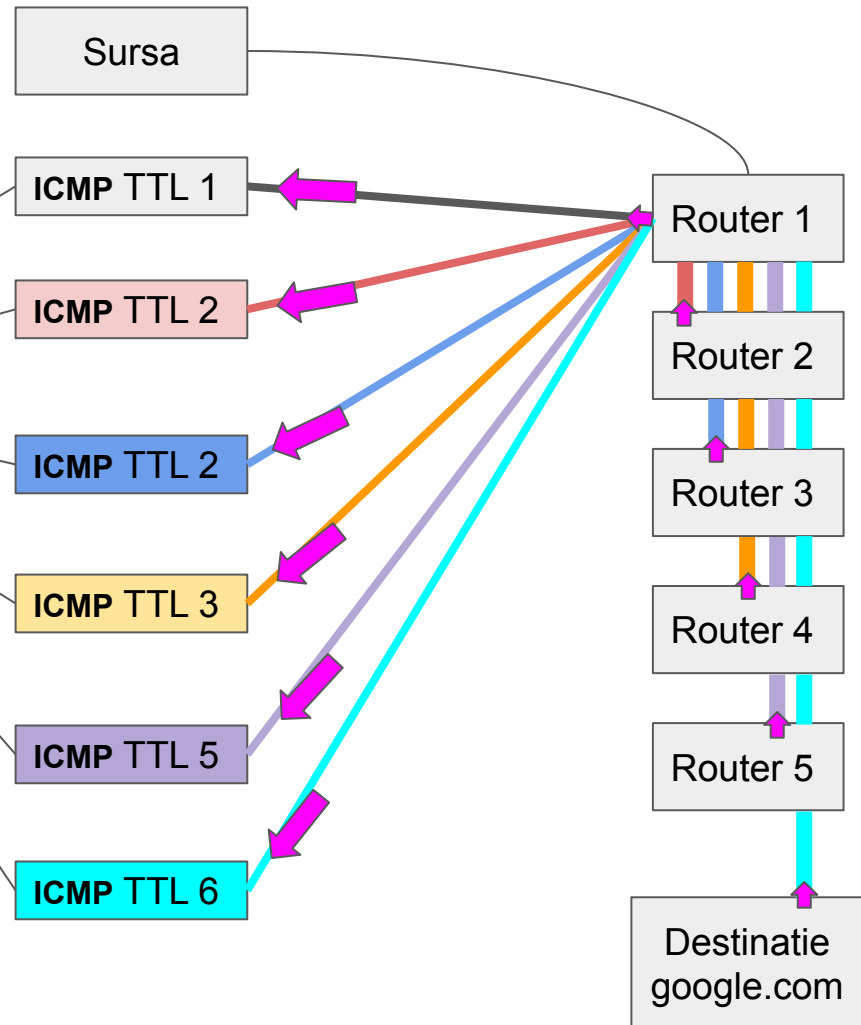 Sursa
ICMP TTL 1
ICMP TTL 2
ICMP TTL 2
ICMP TTL 3
ICMP TTL 5
ICMP TTL 6
Router 1
Router 2
Router 3
Router 4
Router 5
Destinatie
google.com